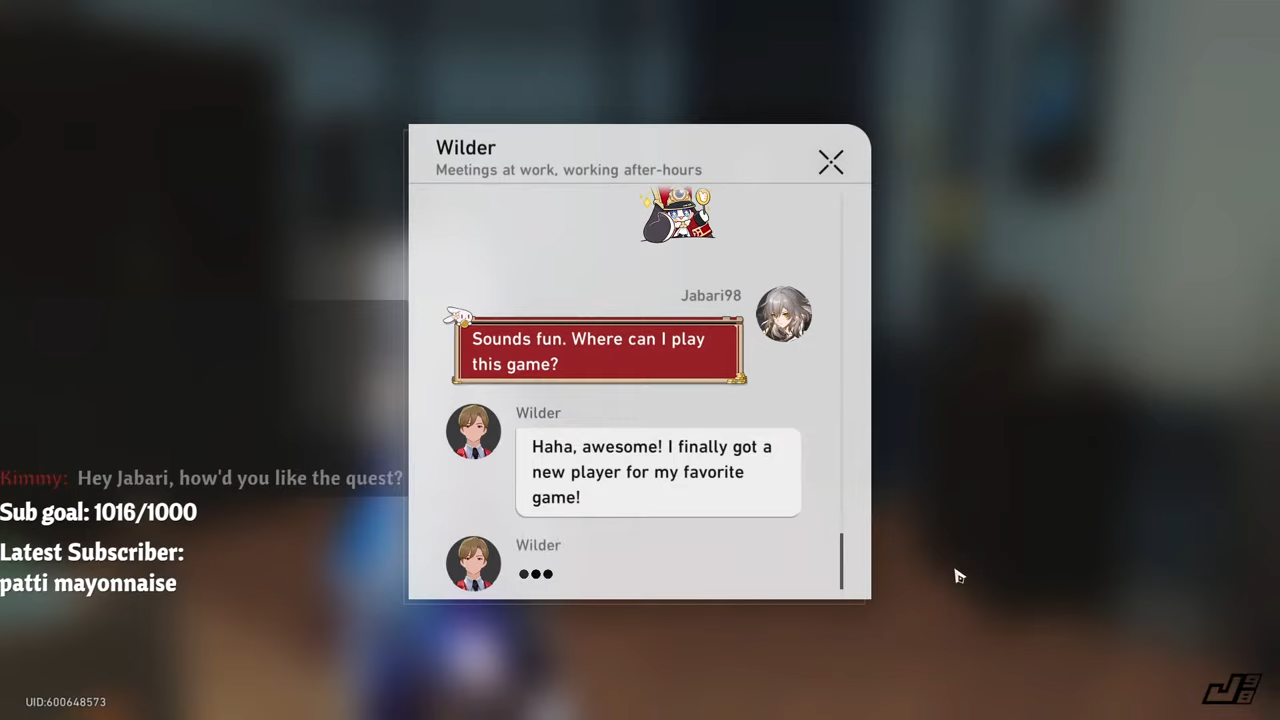 Wilder
Meetings at work, working after-hours
Jabari98
Sounds fun. Where can I play
this game?
Wilder
Haha, awesome! I finally got a
new player for my favorite
game!
Wilder
Kimmy: Hey Jabari, how'd you like the quest?
Sub goal: 1016/1000
Latest Subscriber:
patti mayonnaise
UID:600648573
J98